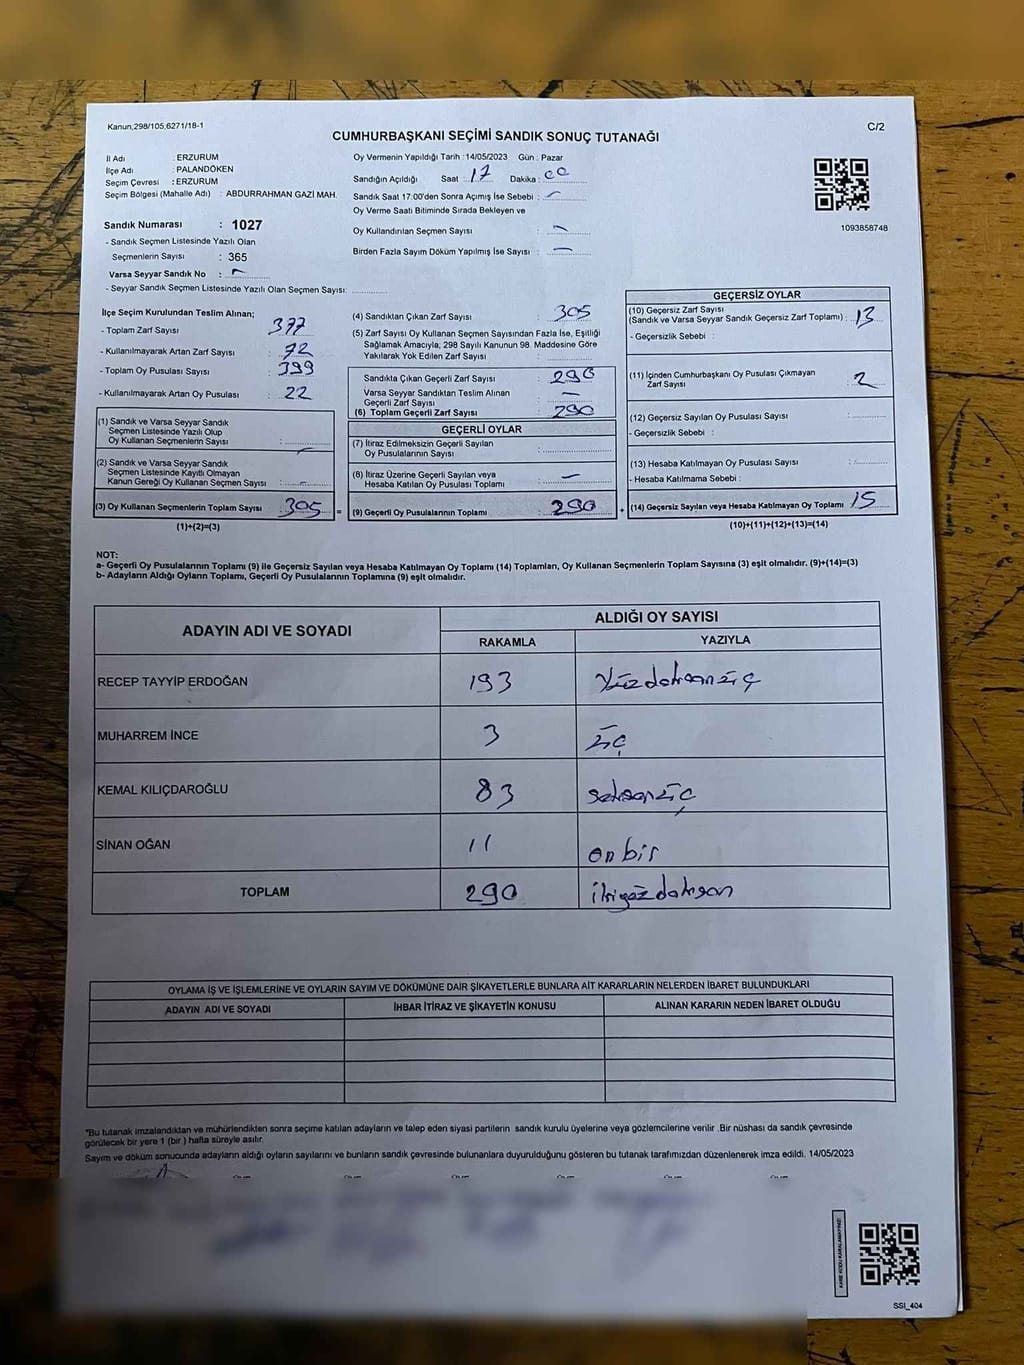 Kanun,298/105,6271/18-1
C/2
CUMHURBAŞKANI SEÇİMİ SANDIK SONUÇ TUTANAĞI
İl Adı : ERZURUM
İlçe Adı : PALANDÖKEN
Seçim Çevresi : ERZURUM
Seçim Bölgesi (Mahalle Adı) : ABDURRAHMAN GAZİ MAH.
Oy Vermenin Yapıldığı Tarih : 14/05/2023 Gün : Pazar
Sandığın Açıldığı Saat : 17 Dakika : 00
Sandık Saat 17.00'den Sonra Açımış İse Sebebi : -
Oy Verme Saati Bitiminde Sırada Bekleyen ve
Oy Kullandırılan Seçmen Sayısı -
Birden Fazla Sayım Döküm Yapılmış İse Sayısı : -
1093858748
Sandık Numarası : 1027
- Sandık Seçmen Listesinde Yazılı Olan
Seçmenlerin Sayısı : 365
Varsa Seyyar Sandık No : -
- Seyyar Sandık Seçmen Listesinde Yazılı Olan Seçmen Sayısı:
İlçe Seçim Kurulundan Teslim Alınan;
- Toplam Zarf Sayısı : 377
- Kullanılmayarak Artan Zarf Sayısı : 72
- Toplam Oy Pusulası Sayısı : 399
- Kullanılmayarak Artan Oy Pusulası : 22
(1) Sandık ve Varsa Seyyar Sandık
Seçmen Listesinde Yazılı Olup
Oy Kullanan Seçmenlerin Sayısı :
(2) Sandık ve Varsa Seyyar Sandık
Seçmen Listesinde Kayıtlı Olmayan
Kanun Gereği Oy Kullanan Seçmen Sayısı : -
(3) Oy Kullanan Seçmenlerin Toplam Sayısı : 305 =
(1)+(2)=(3)
(4) Sandıktan Çıkan Zarf Sayısı : 305
(5) Zarf Sayısı Oy Kullanan Seçmen Sayısından Fazla İse, Eşitliği
Sağlamak Amacıyla; 298 Sayılı Kanunun 98. Maddesine Göre
Yakılarak Yok Edilen Zarf Sayısı :
Sandıkta Çıkan Geçerli Zarf Sayısı : 290
Varsa Seyyar Sandıktan Teslim Alınan
Geçerli Zarf Sayısı : -
(6) Toplam Geçerli Zarf Sayısı : 290
GEÇERLİ OYLAR
(7) İtiraz Edilmeksizin Geçerli Sayılan
Oy Pusulalarının Sayısı :
(8) İtiraz Üzerine Geçerli Sayılan veya
Hesaba Katılan Oy Pusulası Toplamı : -
(9) Geçerli Oy Pusulalarının Toplamı : 290 +
GEÇERSİZ OYLAR
(10) Geçersiz Zarf Sayısı
(Sandık ve Varsa Seyyar Sandık Geçersiz Zarf Toplamı) : 13
- Geçersizlik Sebebi :
(11) İçinden Cumhurbaşkanı Oy Pusulası Çıkmayan
Zarf Sayısı : 2
(12) Geçersiz Sayılan Oy Pusulası Sayısı :
- Geçersizlik Sebebi :
(13) Hesaba Katılmayan Oy Pusulası Sayısı :
- Hesaba Katılmama Sebebi :
(14) Geçersiz Sayılan veya Hesaba Katılmayan Oy Toplamı : 15
(10)+(11)+(12)+(13)=(14)
NOT:
a- Geçerli Oy Pusulalarının Toplamı (9) ile Geçersiz Sayılan veya Hesaba Katılmayan Oy Toplamı (14) Toplamları, Oy Kullanan Seçmenlerin Toplam Sayısına (3) eşit olmalıdır. (9)+(14)=(3)
b- Adayların Aldığı Oyların Toplamı, Geçerli Oy Pusulalarının Toplamına (9) eşit olmalıdır.
ADAYIN ADI VE SOYADI
ALDIĞI OY SAYISI
RAKAMLA YAZIYLA
RECEP TAYYİP ERDOĞAN 193 Yüzdoksanüç
MUHARREM İNCE 3 üç
KEMAL KILIÇDAROĞLU 83 seksenüç
SİNAN OĞAN 11 onbir
TOPLAM 290 ikiyüzdoksan
OYLAMA İŞ VE İŞLEMLERİNE VE OYLARIN SAYIM VE DÖKÜMÜNE DAİR ŞİKAYETLERLE BUNLARA AİT KARARLARIN NELERDEN İBARET BULUNDUKLARI
ADAYIN ADI VE SOYADI
İHBAR İTİRAZ VE ŞİKAYETİN KONUSU
ALINAN KARARIN NEDEN İBARET OLDUĞU
*Bu tutanak imzalandıktan ve mühürlendikten sonra seçime katılan adayların ve talep eden siyasi partilerin sandık kurulu üyelerine veya gözlemcilerine verilir .Bir nüshası da sandık çevresinde
görülecek bir yere 1 (bir ) hafta süreyle asılır.
Sayım ve döküm sonucunda adayların aldığı oyların sayılarını ve bunların sandık çevresinde bulunanlara duyurulduğunu gösteren bu tutanak tarafımızdan düzenlenerek imza edildi. 14/05/2023
KARE KODU KARALAMAYINIZ!
SSI_404